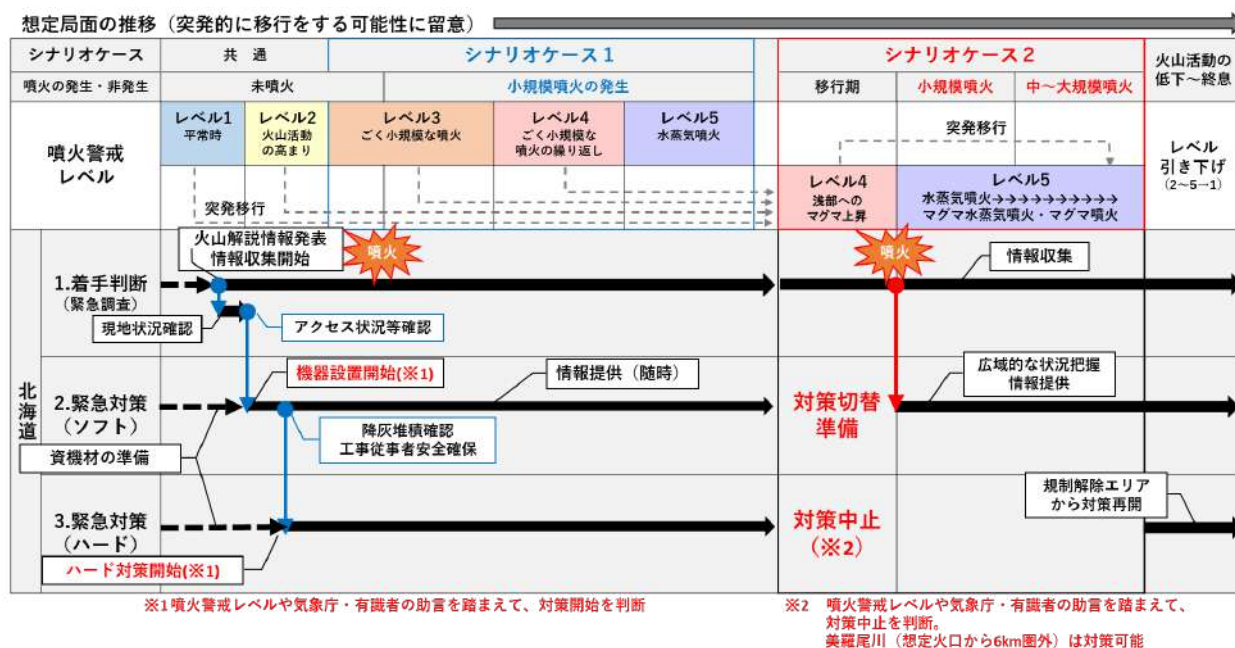 想定局面の推移（突発的に移行をする可能性に留意）
シナリオケース
共　通
シナリオケース１
シナリオケース２
火山活動の
低下～終息
噴火の発生・非発生
未噴火
小規模噴火の発生
移行期
小規模噴火
中～大規模噴火
噴火警戒
レベル
レベル1
平常時
レベル2
火山活動
の高まり
レベル3
ごく小規模な噴火
レベル4
ごく小規模な
噴火の繰り返し
レベル5
水蒸気噴火
突発移行
レベル4
浅部への
マグマ上昇
レベル5
水蒸気噴火→→→→→→→→→→
マグマ水蒸気噴火・マグマ噴火
レベル
引き下げ
(2～5→1)
突発移行
北海道
火山解説情報発表
情報収集開始
噴火
噴火
情報収集
1.着手判断
(緊急調査)
現地状況確認
アクセス状況等確認
機器設置開始(※1)
情報提供（随時）
広域的な状況把握
情報提供
2.緊急対策
（ソフト）
対策切替
準備
降灰堆積確認
工事従事者安全確保
資機材の準備
規制解除エリア
から対策再開
3.緊急対策
（ハード）
対策中止
（※2）
ハード対策開始(※1)
※1 噴火警戒レベルや気象庁・有識者の助言を踏まえて、対策開始を判断
※2　噴火警戒レベルや気象庁・有識者の助言を踏まえて、
対策中止を判断。
美羅尾川（想定火口から6km圏外）は対策可能